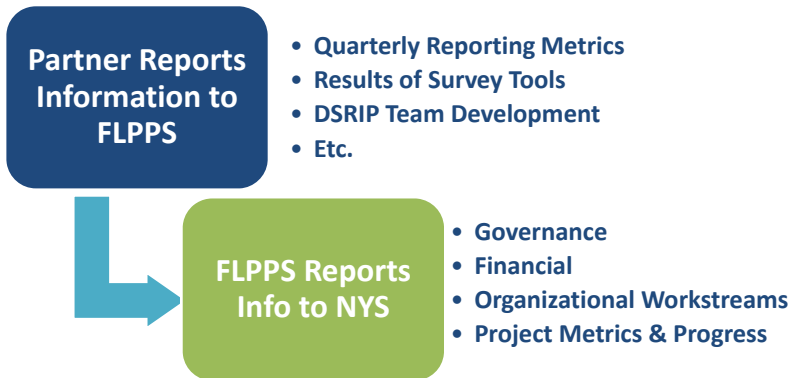 Partner Reports
Information to
FLPPS
• Quarterly Reporting Metrics
• Results of Survey Tools
• DSRIP Team Development
• Etc.
FLPPS Reports
Info to NYS
• Governance
• Financial
• Organizational Workstreams
• Project Metrics & Progress